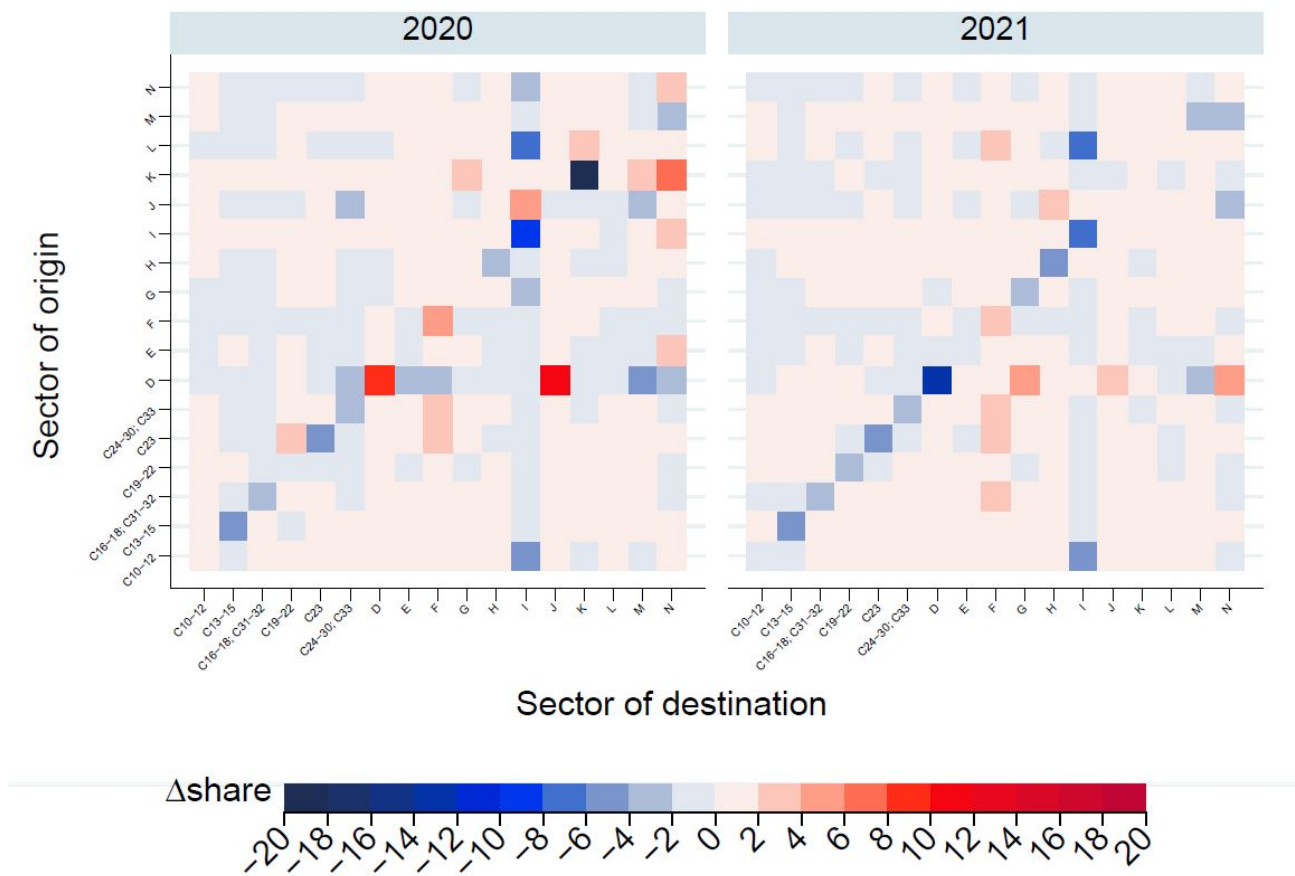 2020
2021
Sector of origin
N
M
L
K
J
I
H
G
F
E
D
C24−30; C33
C23
C19−22
C16−18; C31−32
C13−15
C10−12
C10−12
C13−15
C16−18; C31−32
C19−22
C23
C24−30; C33
D
E
F
G
H
I
J
K
L
M
N
C10−12
C13−15
C16−18; C31−32
C19−22
C23
C24−30; C33
D
E
F
G
H
I
J
K
L
M
N
Sector of destination
Δshare
−20 −18 −16 −14 −12 −10 −8 −6 −4 −2 0 2 4 6 8 10 12 14 16 18 20